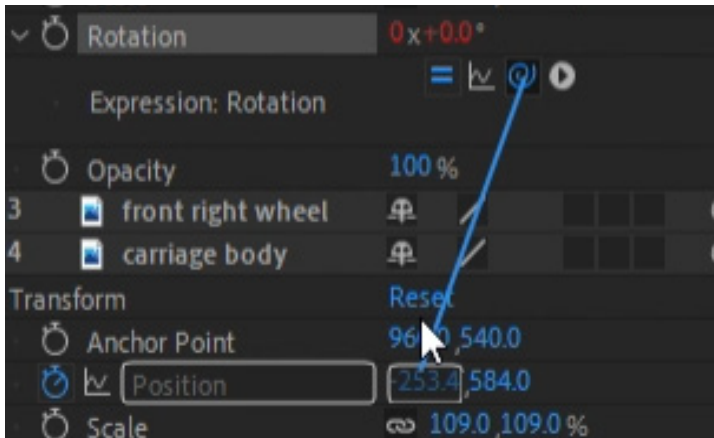 Rotation 0x+0.0°
Expression: Rotation
Opacity 100 %
3 front right wheel
4 carriage body
Transform Reset
Anchor Point ,540.0
Position -253.4,584.0
Scale 109.0,109.0 %